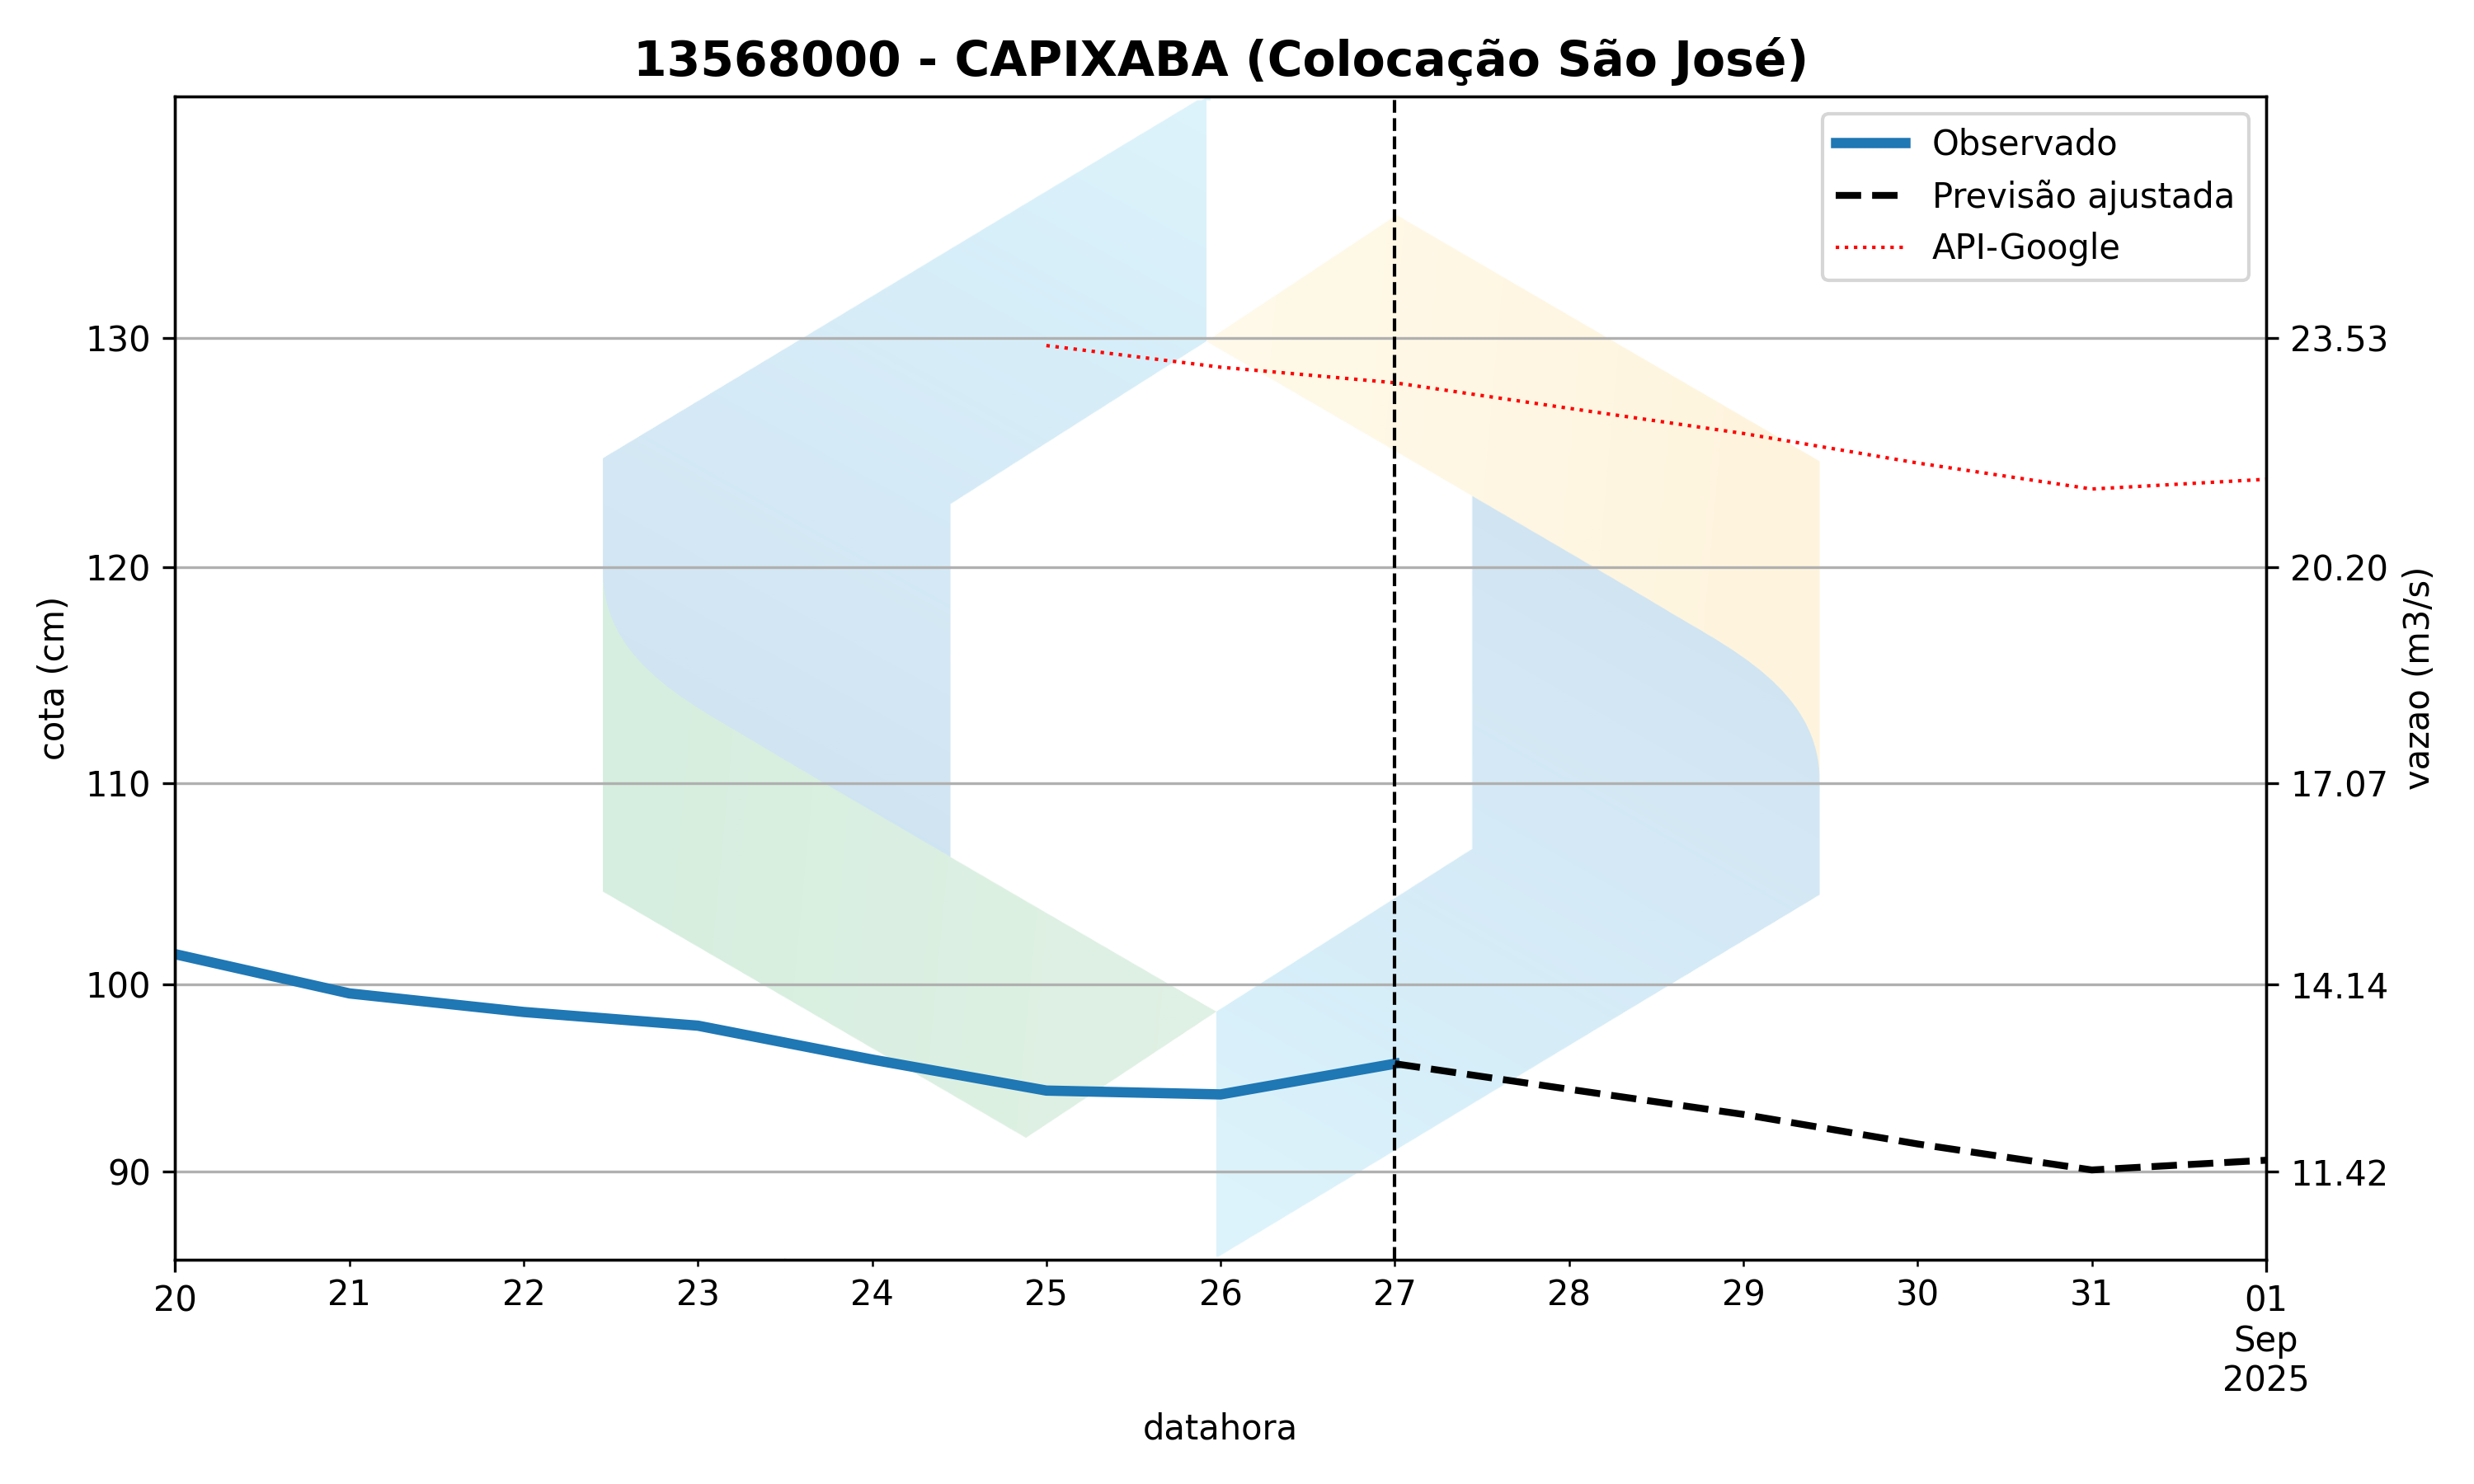 13568000 - CAPIXABA (Colocação São José)
Observado
Previsão ajustada
API-Google
130
120
110
100
90
cota (cm)
23.53
20.20
17.07
14.14
11.42
vazao (m3/s)
20 21 22 23 24 25 26 27 28 29 30 31 01
Sep
2025
datahora